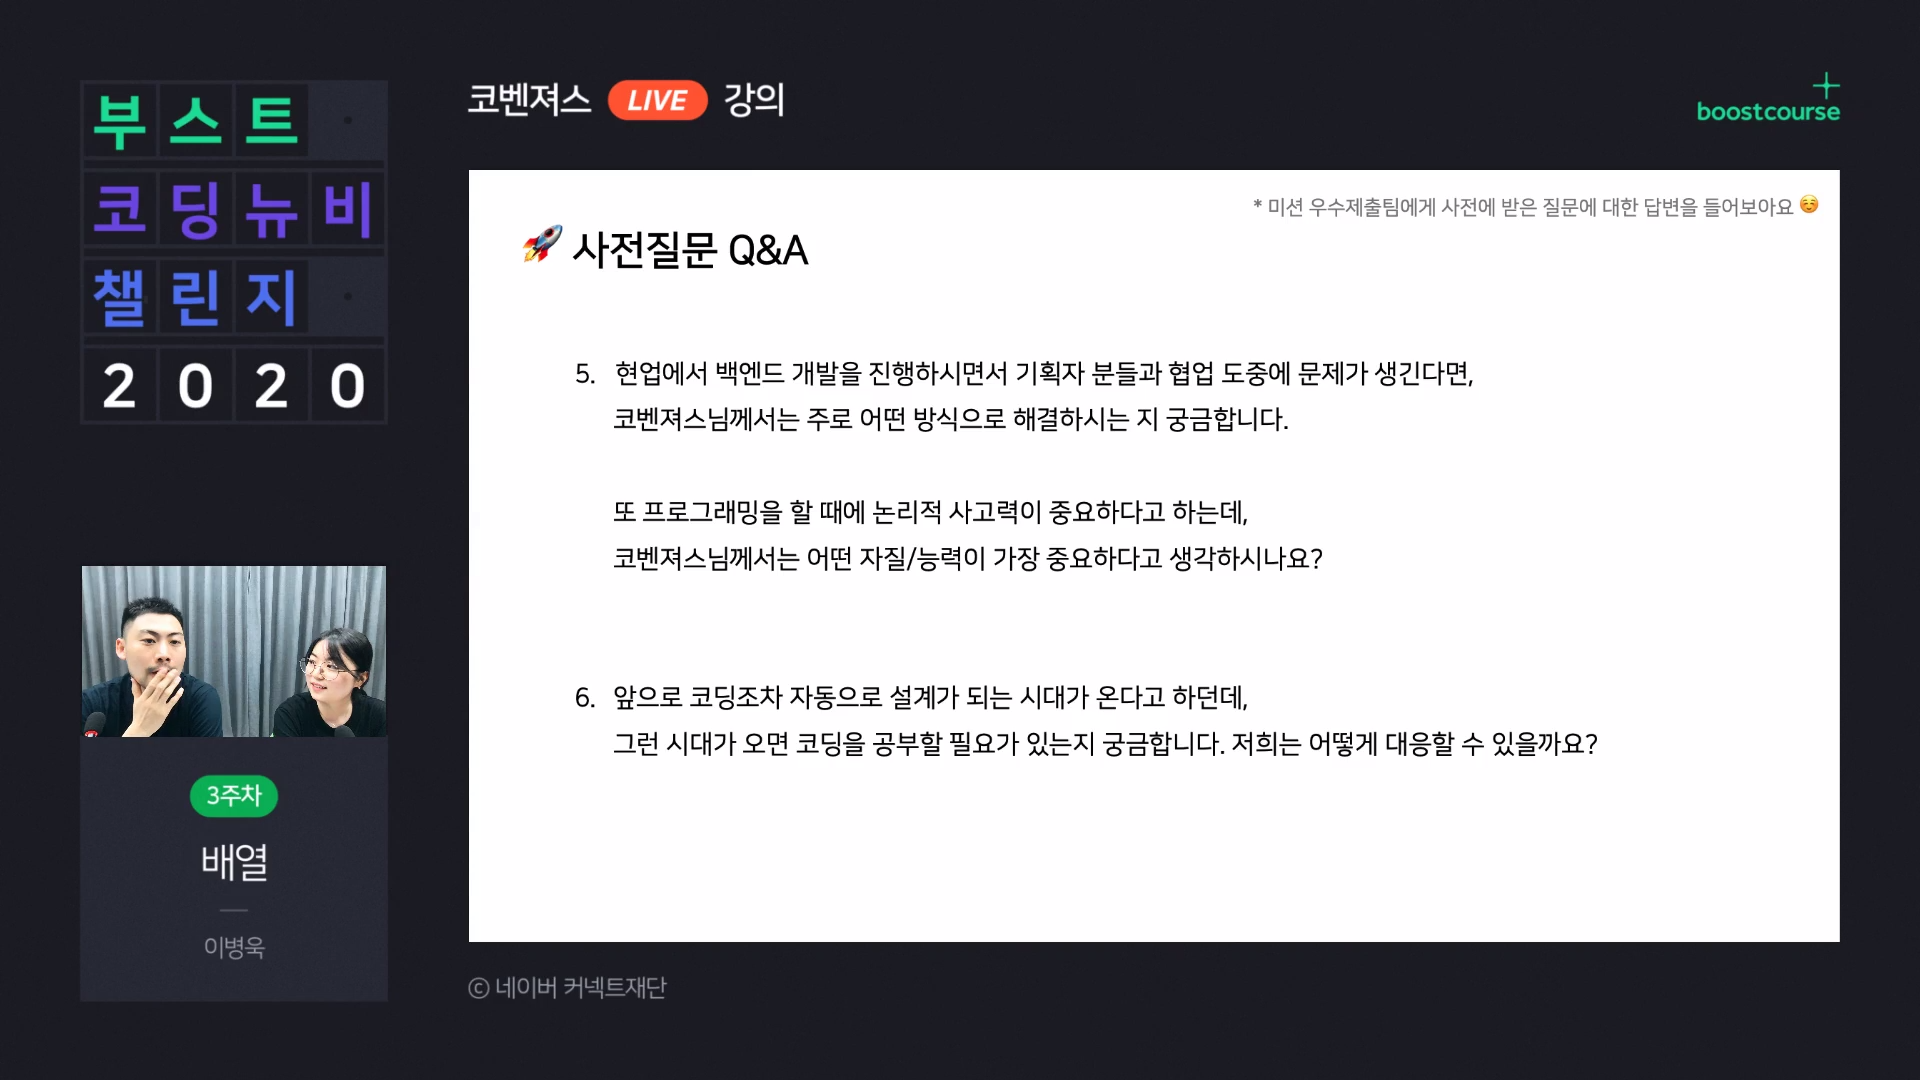 부스트
코딩뉴비
챌린지
2020
코벤져스 LIVE 강의
boostcourse
* 미션 우수제출팀에게 사전에 받은 질문에 대한 답변을 들어보아요
사전질문 Q&A
5. 현업에서 백엔드 개발을 진행하시면서 기획자 분들과 협업 도중에 문제가 생긴다면,
코벤져스님께서는 주로 어떤 방식으로 해결하시는 지 궁금합니다.
또 프로그래밍을 할 때에 논리적 사고력이 중요하다고 하는데,
코벤져스님께서는 어떤 자질/능력이 가장 중요하다고 생각하시나요?
6. 앞으로 코딩조차 자동으로 설계가 되는 시대가 온다고 하던데,
그런 시대가 오면 코딩을 공부할 필요가 있는지 궁금합니다. 저희는 어떻게 대응할 수 있을까요?
3주차
배열
이병욱
ⓒ 네이버 커넥트재단